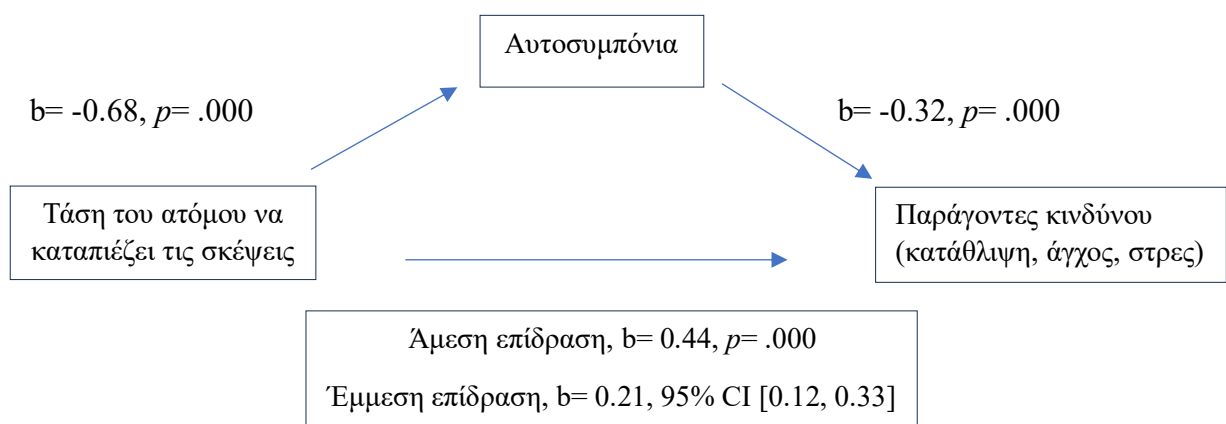 Αυτοσυμπόνια
b= -0.68, p= .000
b= -0.32, p= .000
Τάση του ατόμου να
καταπιέζει τις σκέψεις
Παράγοντες κινδύνου
(κατάθλιψη, άγχος, στρες)
Άμεση επίδραση, b= 0.44, p= .000
Έμμεση επίδραση, b= 0.21, 95% CI [0.12, 0.33]